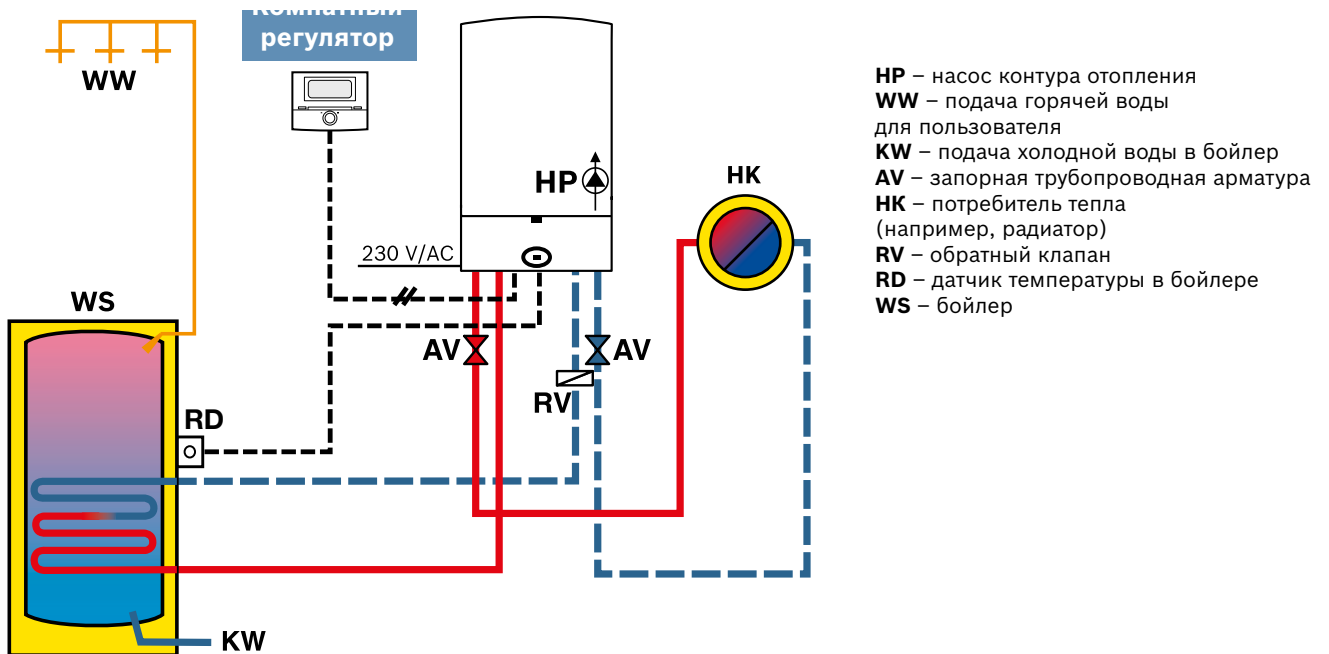 регулятор
WW
HP
HK
230 V/AC
WS
AV
AV
RV
RD
KW
HP – насос контура отопления
WW – подача горячей воды
для пользователя
KW – подача холодной воды в бойлер
AV – запорная трубопроводная арматура
HK – потребитель тепла
(например, радиатор)
RV – обратный клапан
RD – датчик температуры в бойлере
WS – бойлер